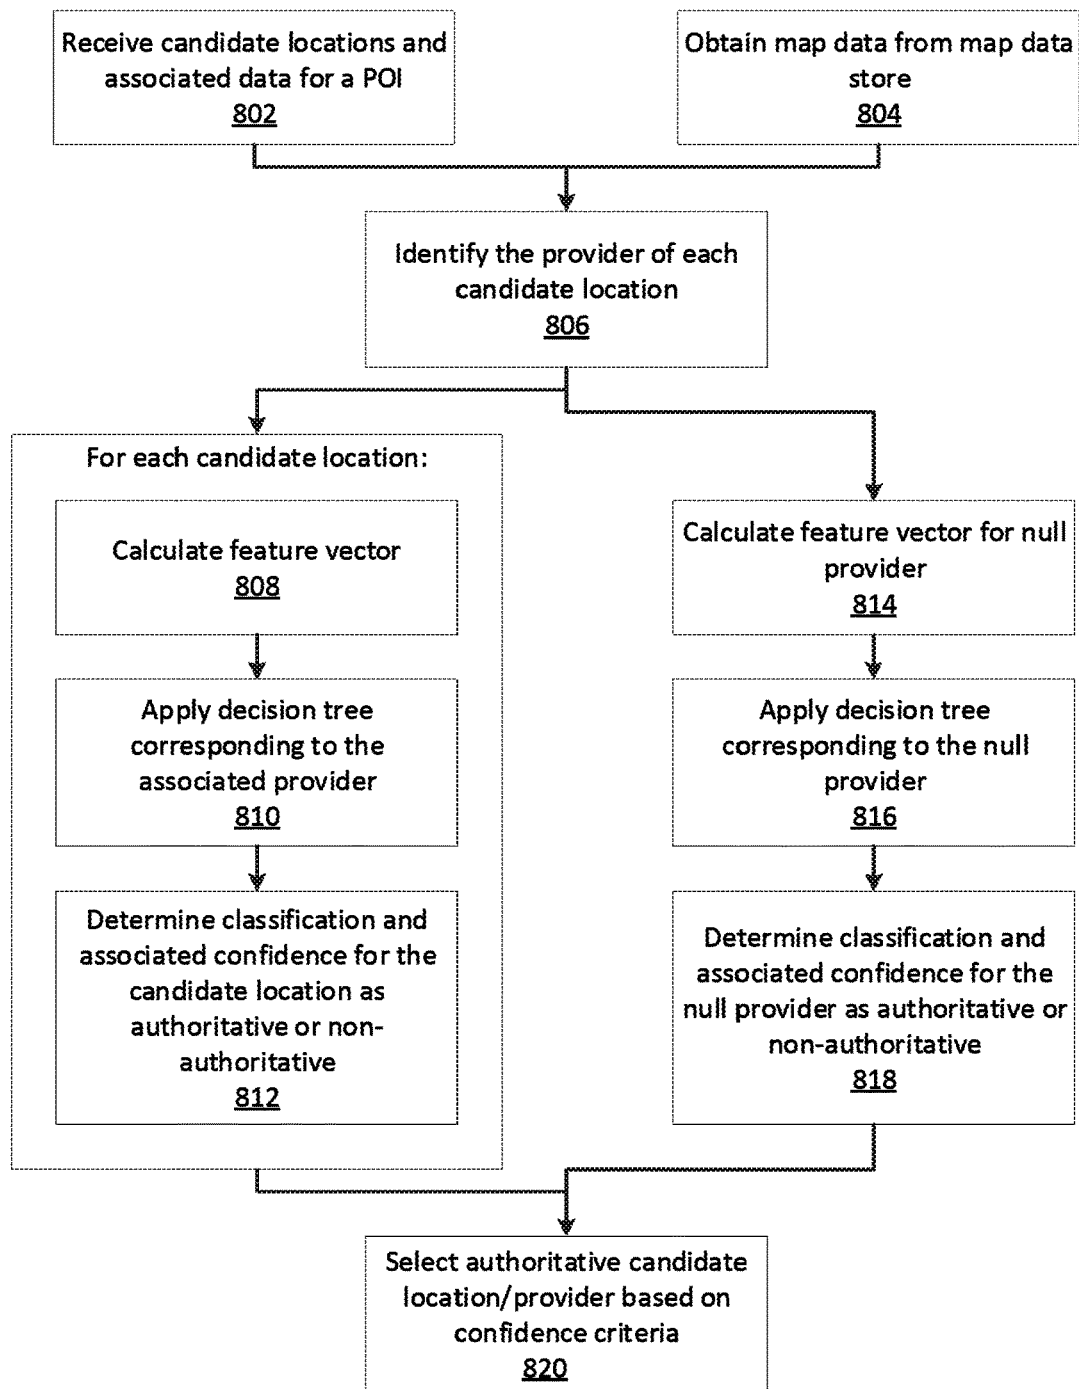 Receive candidate locations and
associated data for a POI
802
Obtain map data from map data
store
804
Identify the provider of each
candidate location
806
For each candidate location:
Calculate feature vector
808
Apply decision tree
corresponding to the
associated provider
810
Determine classification and
associated confidence for the
candidate location as
authoritative or non-
authoritative
812
Calculate feature vector for null
provider
814
Apply decision tree
corresponding to the null
provider
816
Determine classification and
associated confidence for the
null provider as authoritative or
non-authoritative
818
Select authoritative candidate
location/provider based on
confidence criteria
820